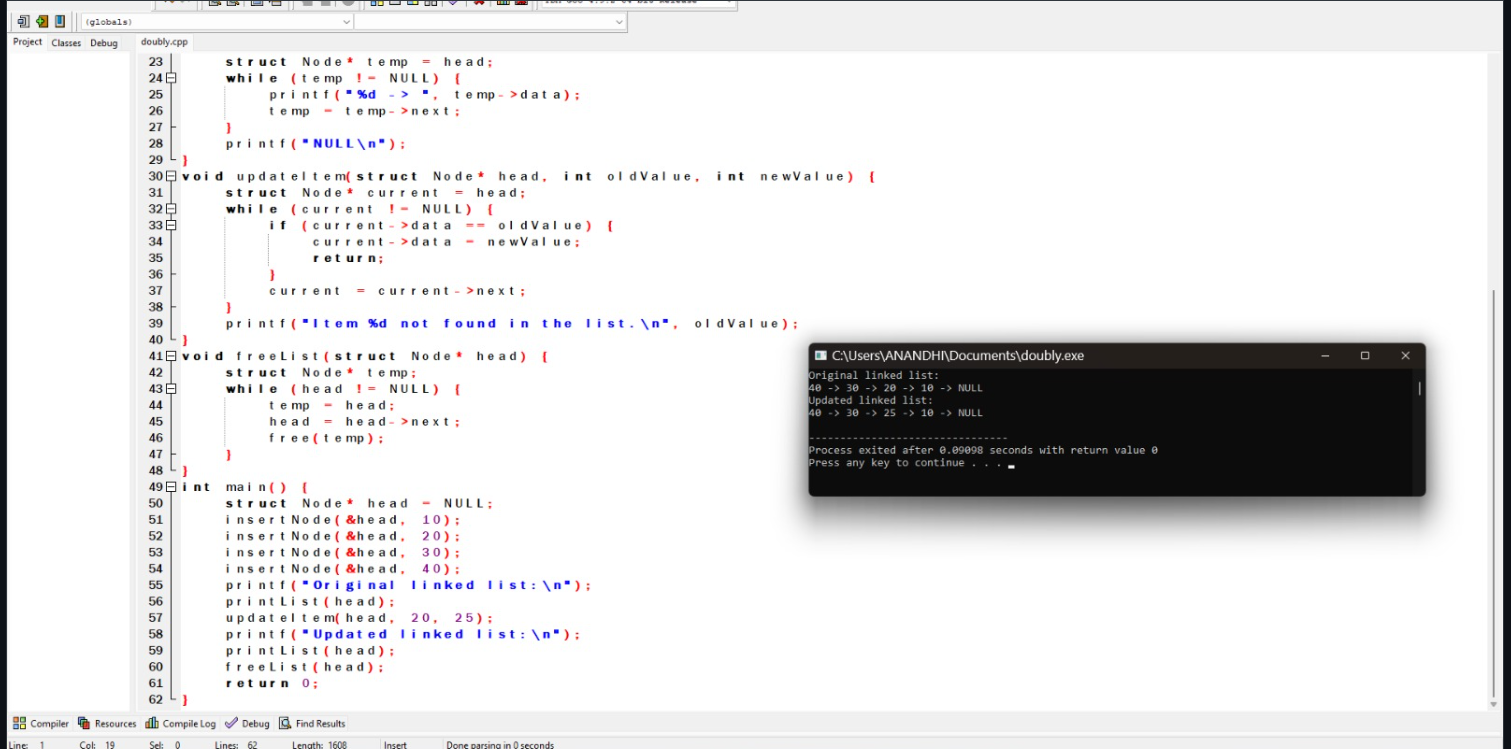 (globals)
Project Classes Debug doubly.cpp
23 struct Node* temp = head;
24 while (temp != NULL) {
25 printf("%d -> ", temp->data);
26 temp = temp->next;
27 }
28 printf("NULL\n");
29 }
30 void updateItem(struct Node* head, int oldValue, int newValue) {
31 struct Node* current = head;
32 while (current != NULL) {
33 if (current->data == oldValue) {
34 current->data = newValue;
35 return;
36 }
37 current = current->next;
38 }
39 printf("Item %d not found in the list.\n", oldValue);
40 }
41 void freeList(struct Node* head) {
42 struct Node* temp;
43 while (head != NULL) {
44 temp = head;
45 head = head->next;
46 free(temp);
47 }
48 }
49 int main() {
50 struct Node* head = NULL;
51 insertNode(&head, 10);
52 insertNode(&head, 20);
53 insertNode(&head, 30);
54 insertNode(&head, 40);
55 printf("Original linked list:\n");
56 printList(head);
57 updateItem(head, 20, 25);
58 printf("Updated linked list:\n");
59 printList(head);
60 freeList(head);
61 return 0;
62 }
C:\Users\ANANDHI\Documents\doubly.exe
Original linked list:
40 -> 30 -> 20 -> 10 -> NULL
Updated linked list:
40 -> 30 -> 25 -> 10 -> NULL
--------------------------------
Process exited after 0.09098 seconds with return value 0
Press any key to continue . . .
Compiler Resources Compile Log Debug Find Results
Line: 1 Col: 19 Sel: 0 Lines: 62 Length: 1608 Insert Done parsing in 0 seconds